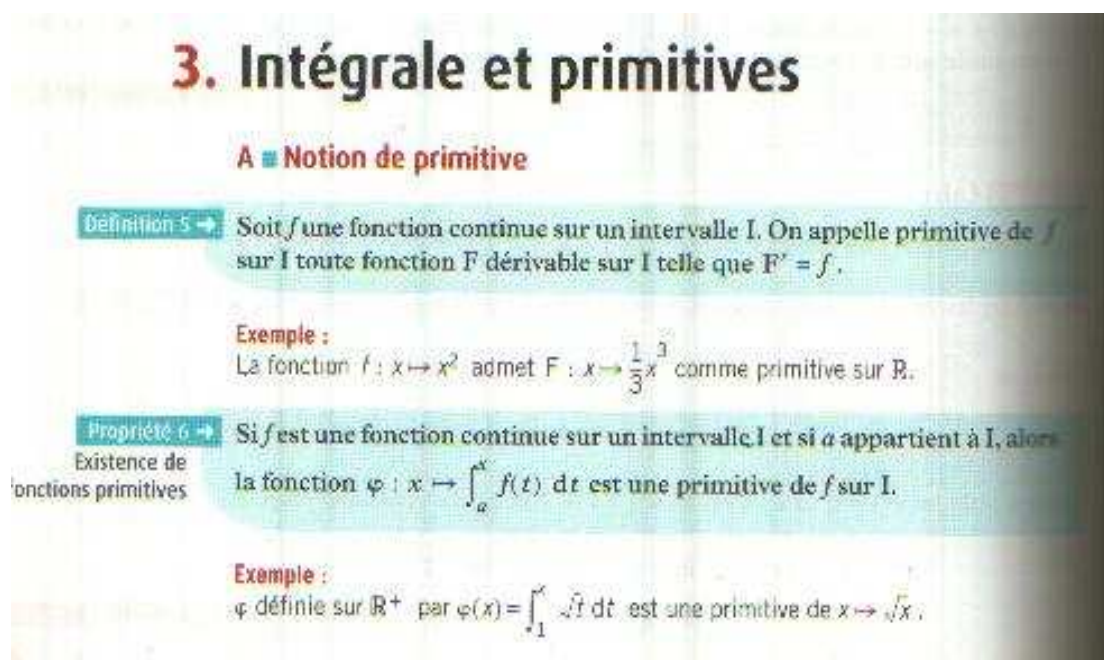 3. Intégrale et primitives
A ■ Notion de primitive
Définition 5 → Soit f une fonction continue sur un intervalle I. On appelle primitive de f
sur I toute fonction F dérivable sur I telle que F' = f.
Exemple :
La fonction f : x ↦ x² admet F : x → 1/3 x³ comme primitive sur ℝ.
Propriété 6 → Si f est une fonction continue sur un intervalle I et si a appartient à I, alors
Existence de
fonctions primitives
la fonction φ : x ↦ ∫ₐˣ f(t) dt est une primitive de f sur I.
Exemple :
φ définie sur ℝ⁺ par φ(x) = ∫₁ˣ √t dt est une primitive de x ↦ √x.